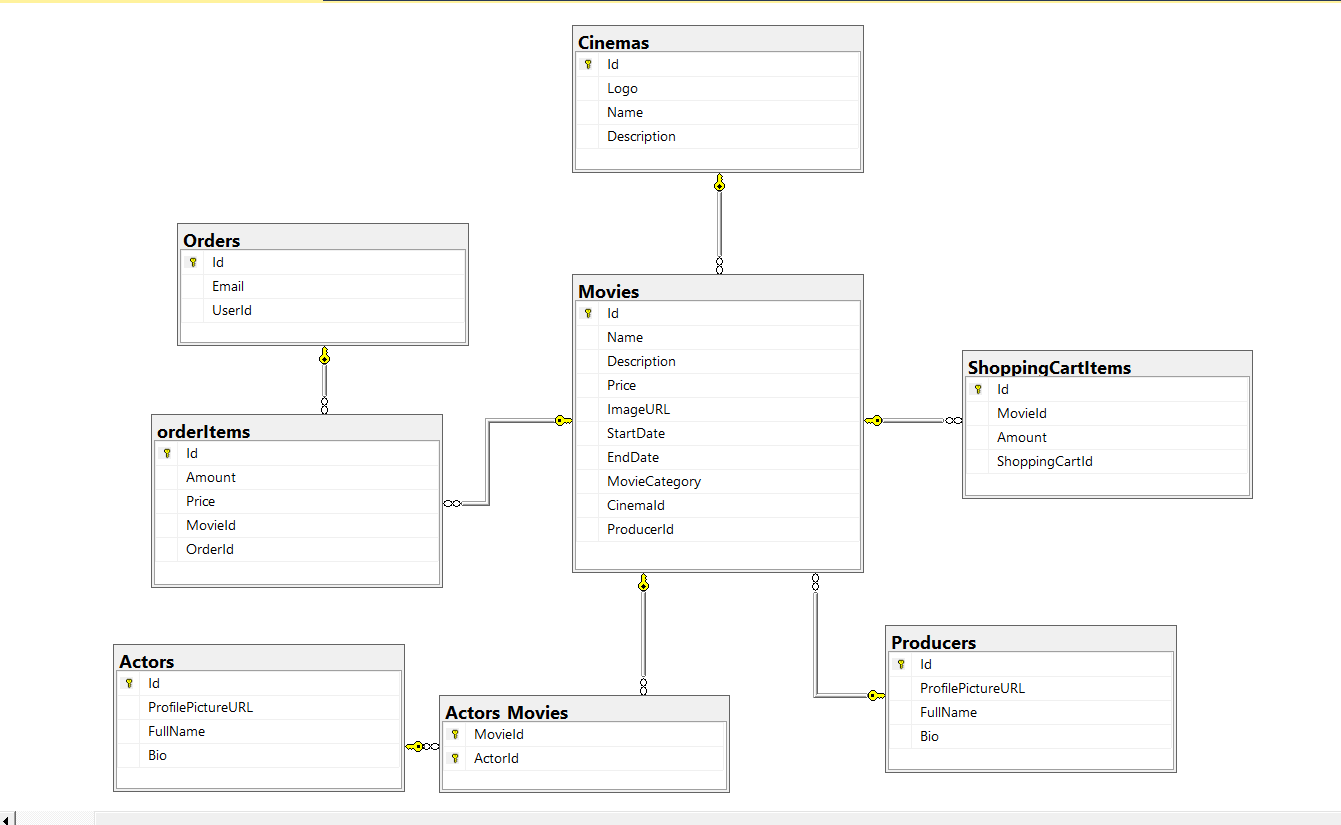 Cinemas
Id
Logo
Name
Description
Orders
Id
Email
UserId
Movies
Id
Name
Description
Price
ImageURL
StartDate
EndDate
MovieCategory
CinemaId
ProducerId
ShoppingCartItems
Id
MovieId
Amount
ShoppingCartId
orderItems
Id
Amount
Price
MovieId
OrderId
Actors
Id
ProfilePictureURL
FullName
Bio
Actors_Movies
MovieId
ActorId
Producers
Id
ProfilePictureURL
FullName
Bio